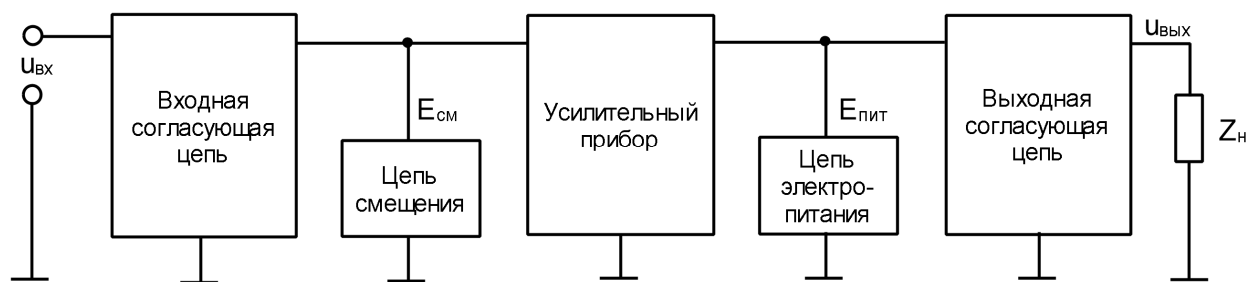 uвх
Входная
согласующая
цепь
Eсм
Цепь
смещения
Усилительный
прибор
Eпит
Цепь
электро-
питания
Выходная
согласующая
цепь
uвых
Zн